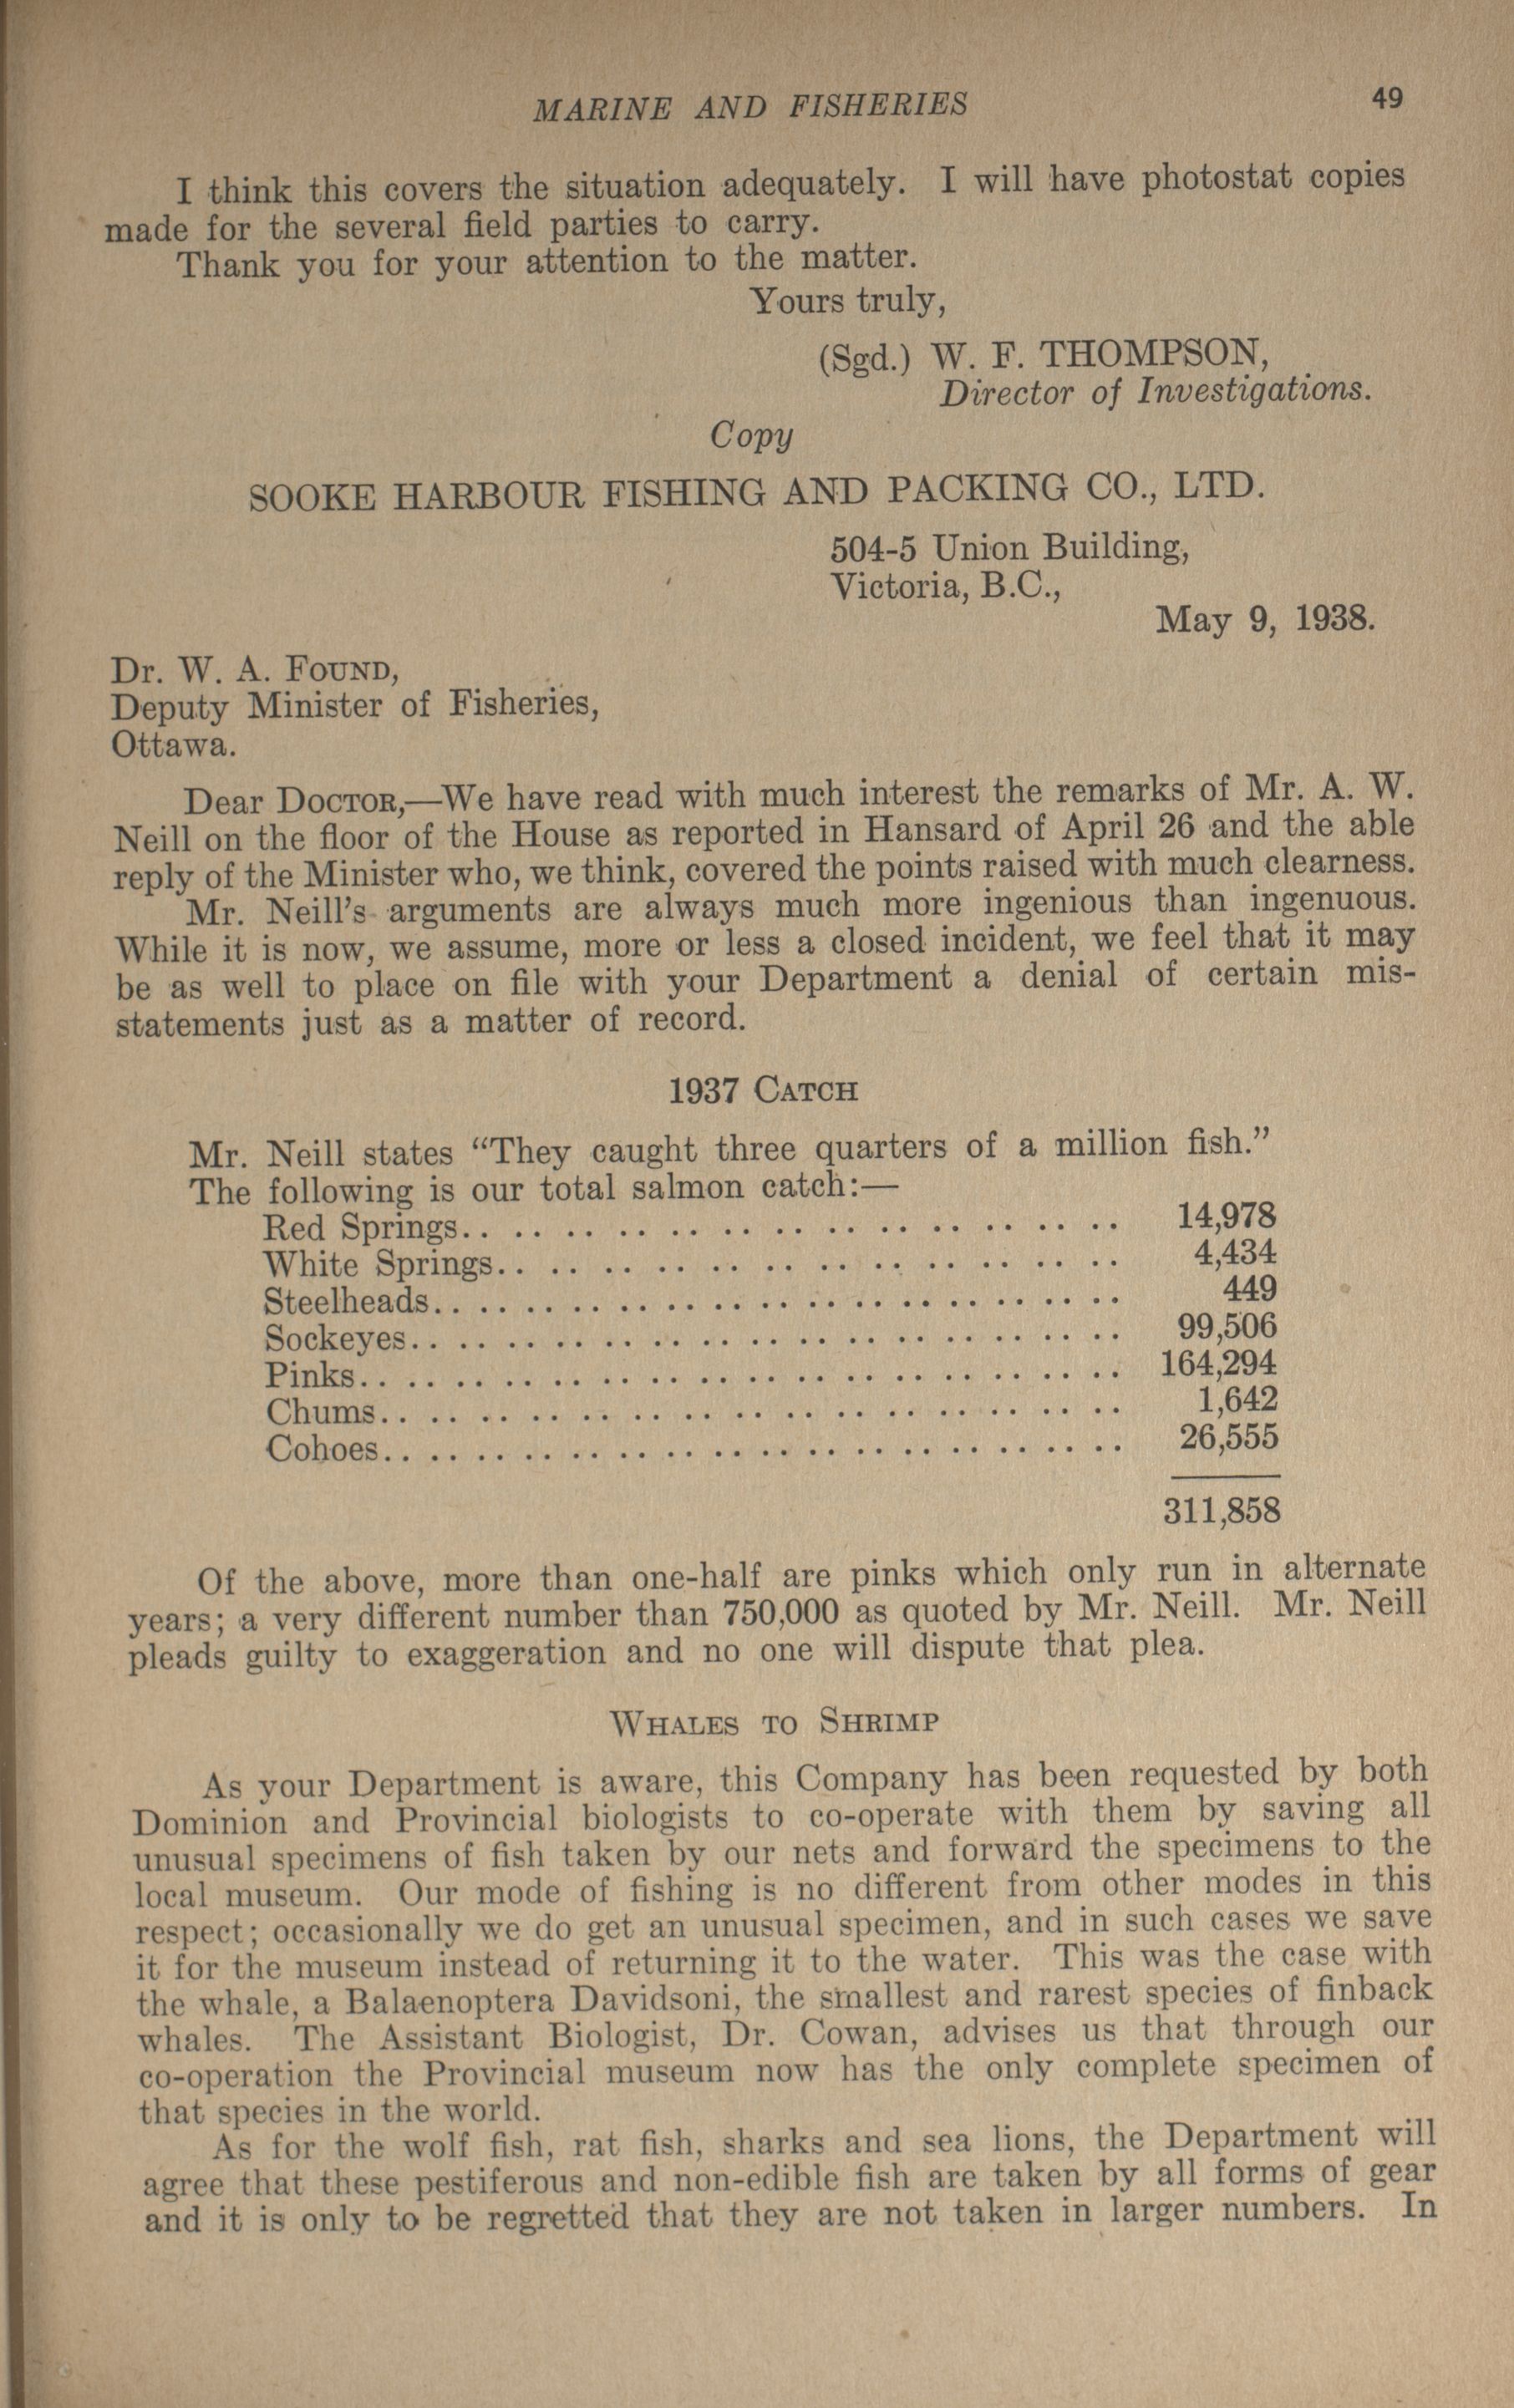 MARINE AND FISHERIES 49
I think this covers the situation adequately. I will have photostat copies
made for the several field parties to carry.
Thank you for your attention to the matter.
Yours truly,
(Sgd.) W. F. THOMPSON,
Director of Investigations.
Copy
SOOKE HARBOUR FISHING AND PACKING CO., LTD.
504-5 Union Building,
Victoria, B.C.,
May 9, 1938.
Dr. W. A. FOUND,
Deputy Minister of Fisheries,
Ottawa.
Dear DOCTOR,—We have read with much interest the remarks of Mr. A. W.
Neill on the floor of the House as reported in Hansard of April 26 and the able
reply of the Minister who, we think, covered the points raised with much clearness.
Mr. Neill's arguments are always much more ingenious than ingenuous.
While it is now, we assume, more or less a closed incident, we feel that it may
be as well to place on file with your Department a denial of certain mis-
statements just as a matter of record.
1937 CATCH
Mr. Neill states "They caught three quarters of a million fish."
The following is our total salmon catch:—
Red Springs.. .. .. .. .. .. .. .. .. .. .. .. .. 14,978
White Springs.. .. .. .. .. .. .. .. .. .. .. .. 4,434
Steelheads.. .. .. .. .. .. .. .. .. .. .. .. .. .. 449
Sockeyes.. .. .. .. .. .. .. .. .. .. .. .. .. .. .. 99,506
Pinks.. .. .. .. .. .. .. .. .. .. .. .. .. .. .. .. 164,294
Chums.. .. .. .. .. .. .. .. .. .. .. .. .. .. .. 1,642
Cohoes.. .. .. .. .. .. .. .. .. .. .. .. .. .. .. 26,555
311,858
Of the above, more than one-half are pinks which only run in alternate
years; a very different number than 750,000 as quoted by Mr. Neill. Mr. Neill
pleads guilty to exaggeration and no one will dispute that plea.
WHALES TO SHRIMP
As your Department is aware, this Company has been requested by both
Dominion and Provincial biologists to co-operate with them by saving all
unusual specimens of fish taken by our nets and forward the specimens to the
local museum. Our mode of fishing is no different from other modes in this
respect; occasionally we do get an unusual specimen, and in such cases we save
it for the museum instead of returning it to the water. This was the case with
the whale, a Balaenoptera Davidsoni, the smallest and rarest species of finback
whales. The Assistant Biologist, Dr. Cowan, advises us that through our
co-operation the Provincial museum now has the only complete specimen of
that species in the world.
As for the wolf fish, rat fish, sharks and sea lions, the Department will
agree that these pestiferous and non-edible fish are taken by all forms of gear
and it is only to be regretted that they are not taken in larger numbers. In